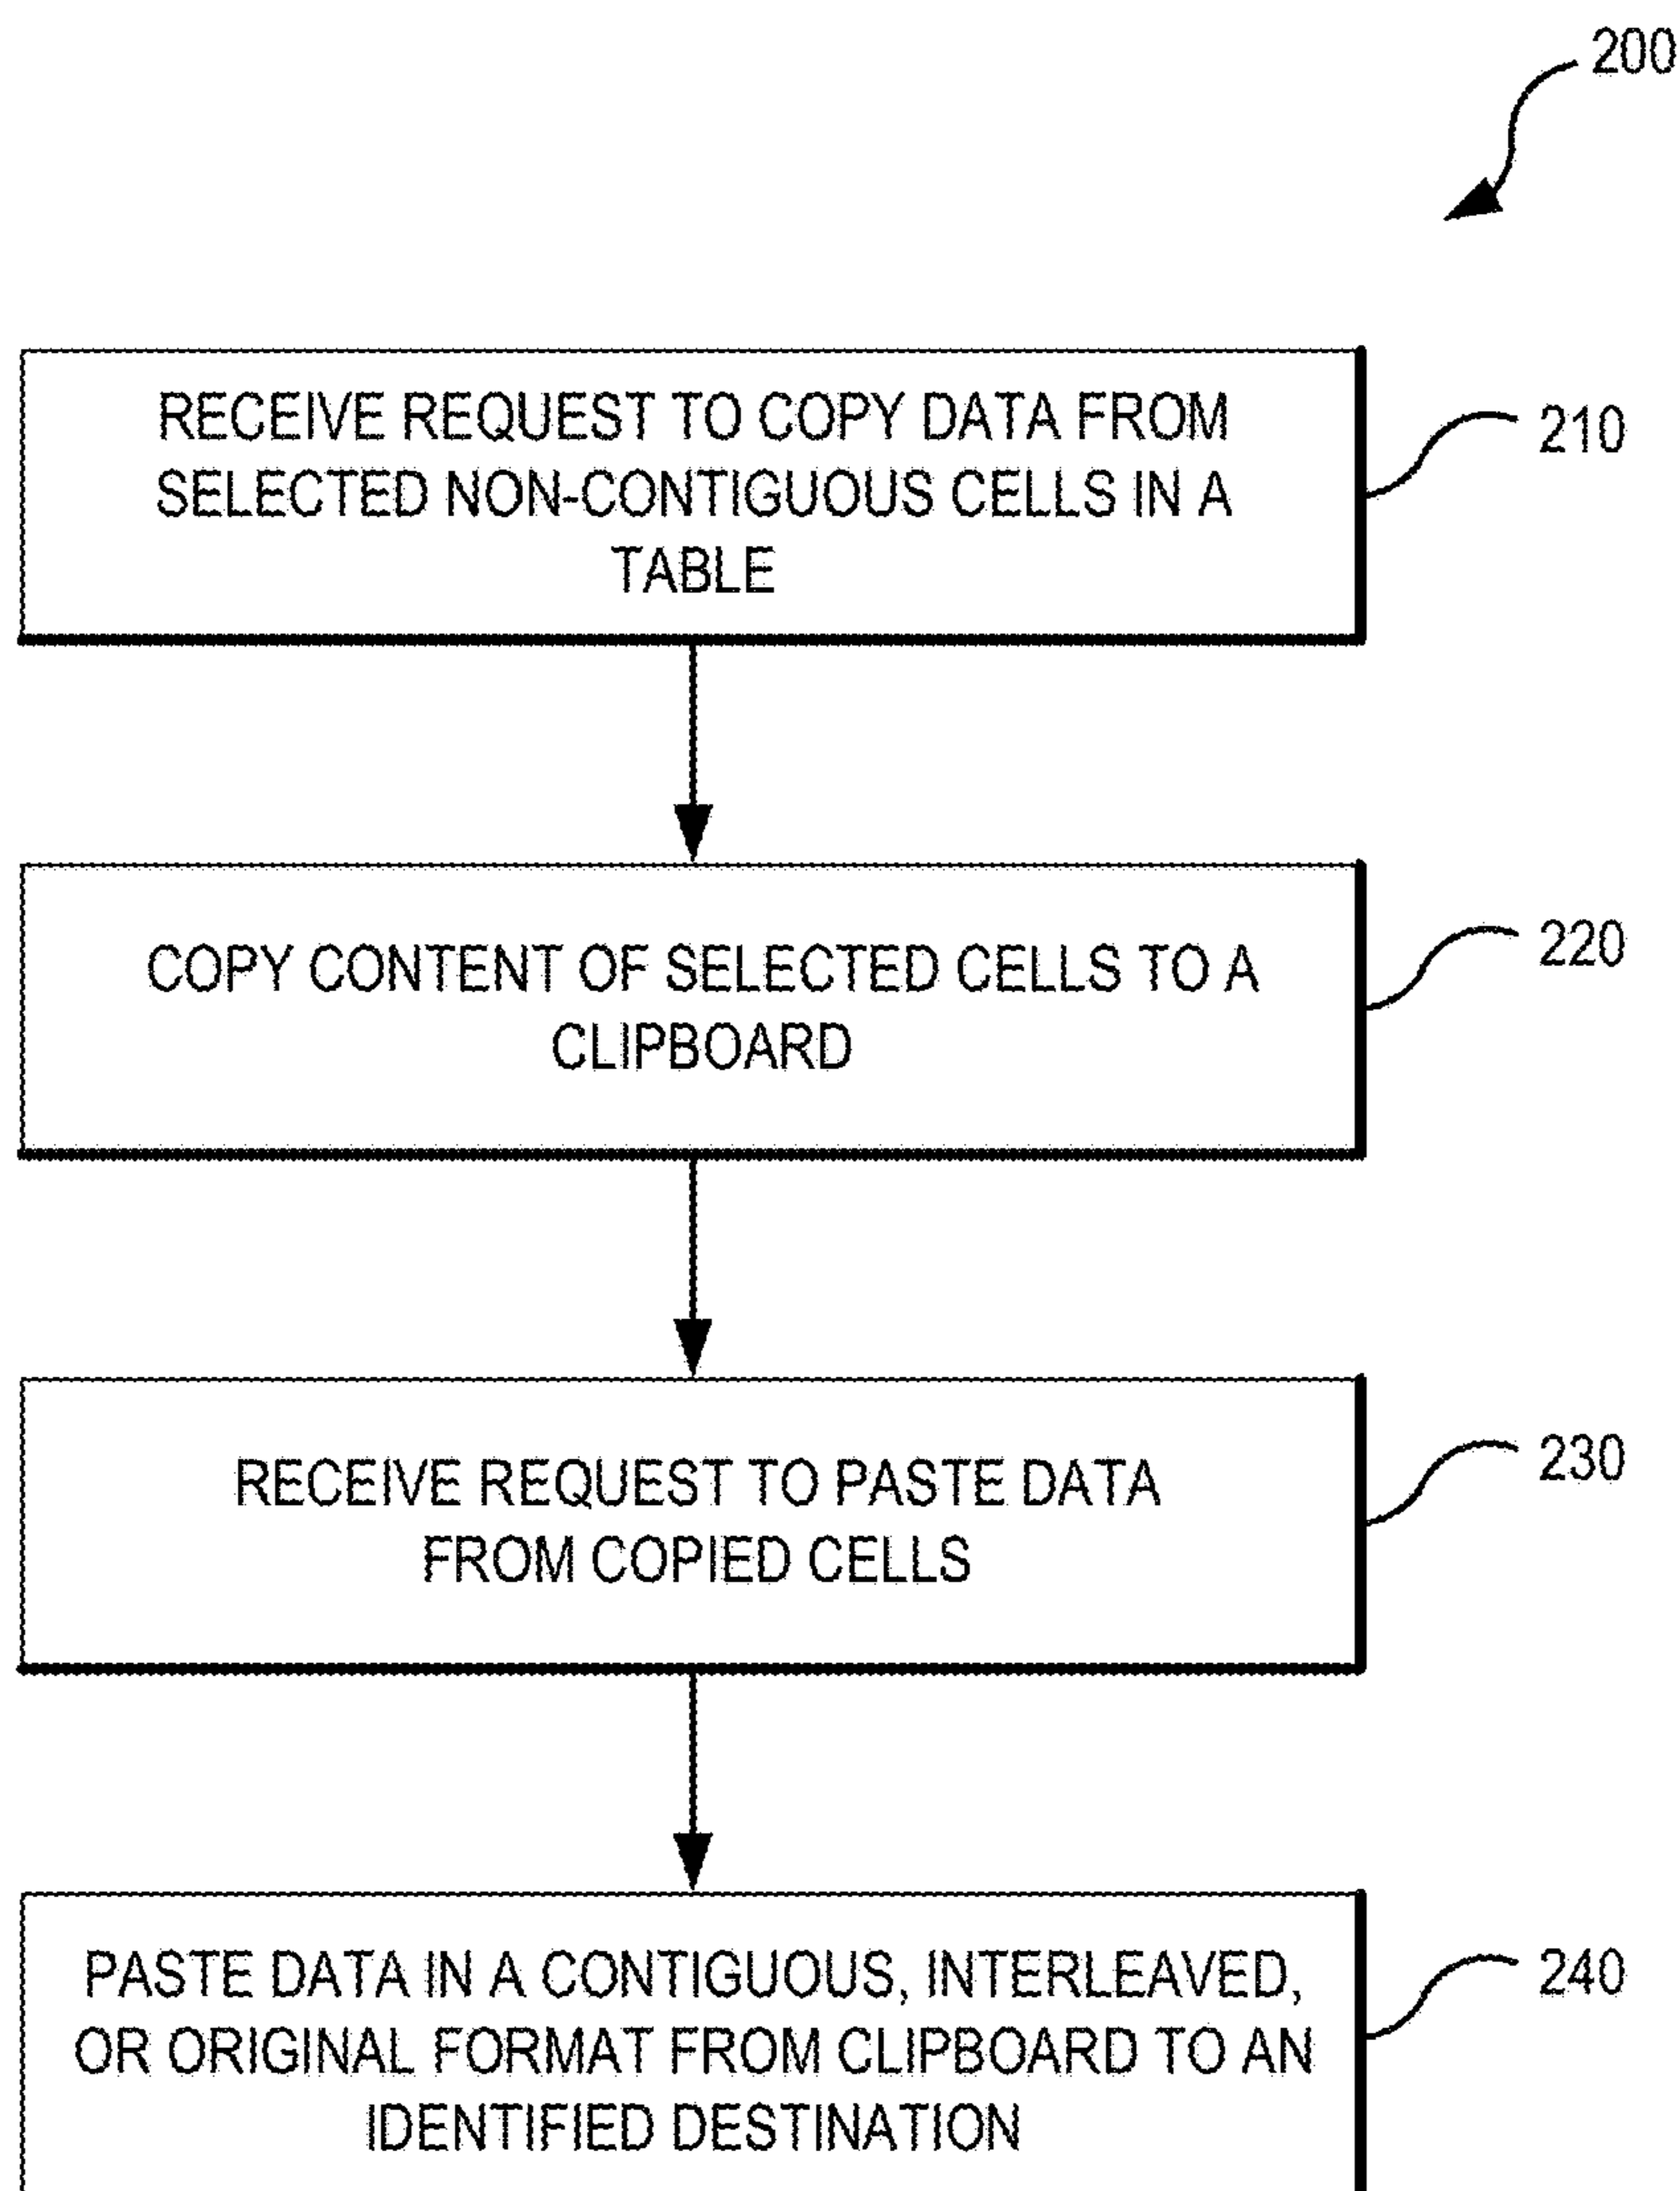 200
RECEIVE REQUEST TO COPY DATA FROM
SELECTED NON-CONTIGUOUS CELLS IN A
TABLE
210
COPY CONTENT OF SELECTED CELLS TO A
CLIPBOARD
220
RECEIVE REQUEST TO PASTE DATA
FROM COPIED CELLS
230
PASTE DATA IN A CONTIGUOUS, INTERLEAVED,
OR ORIGINAL FORMAT FROM CLIPBOARD TO AN
IDENTIFIED DESTINATION
240